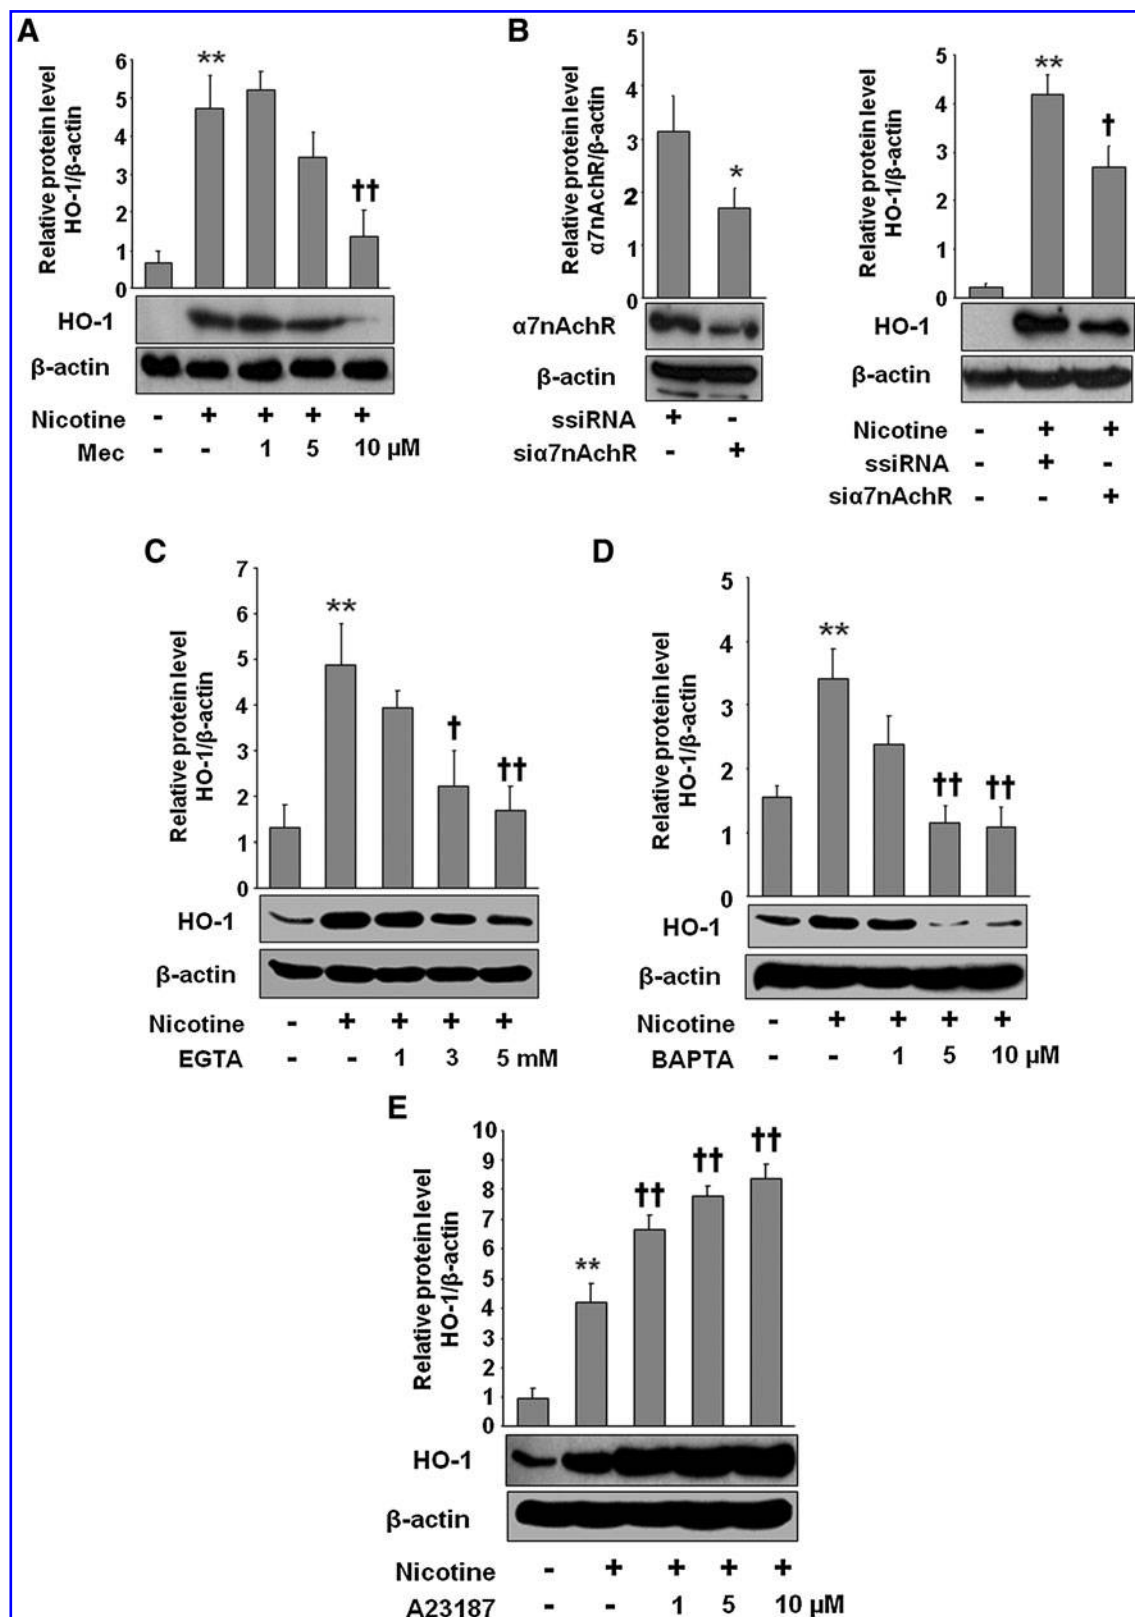 A
Relative protein level
HO-1/β-actin
6
5
4
3
2
1
0
**
††
HO-1
β-actin
Nicotine - + + + +
Mec - - 1 5 10 µM
B
Relative protein level
α7nAchR/β-actin
5
4
3
2
1
0
*
α7nAchR
β-actin
ssiRNA + -
siα7nAchR - +
Relative protein level
HO-1/β-actin
5
4
3
2
1
0
**
†
HO-1
β-actin
Nicotine - + +
ssiRNA - + -
siα7nAchR - - +
C
Relative protein level
HO-1/β-actin
7
6
5
4
3
2
1
0
**
†
††
HO-1
β-actin
Nicotine - + + + +
EGTA - - 1 3 5 mM
D
Relative protein level
HO-1/β-actin
5
4
3
2
1
0
**
††
††
HO-1
β-actin
Nicotine - + + + +
BAPTA - - 1 5 10 µM
E
Relative protein level
HO-1/β-actin
10
9
8
7
6
5
4
3
2
1
0
**
††
††
††
HO-1
β-actin
Nicotine - + + + +
A23187 - - 1 5 10 µM